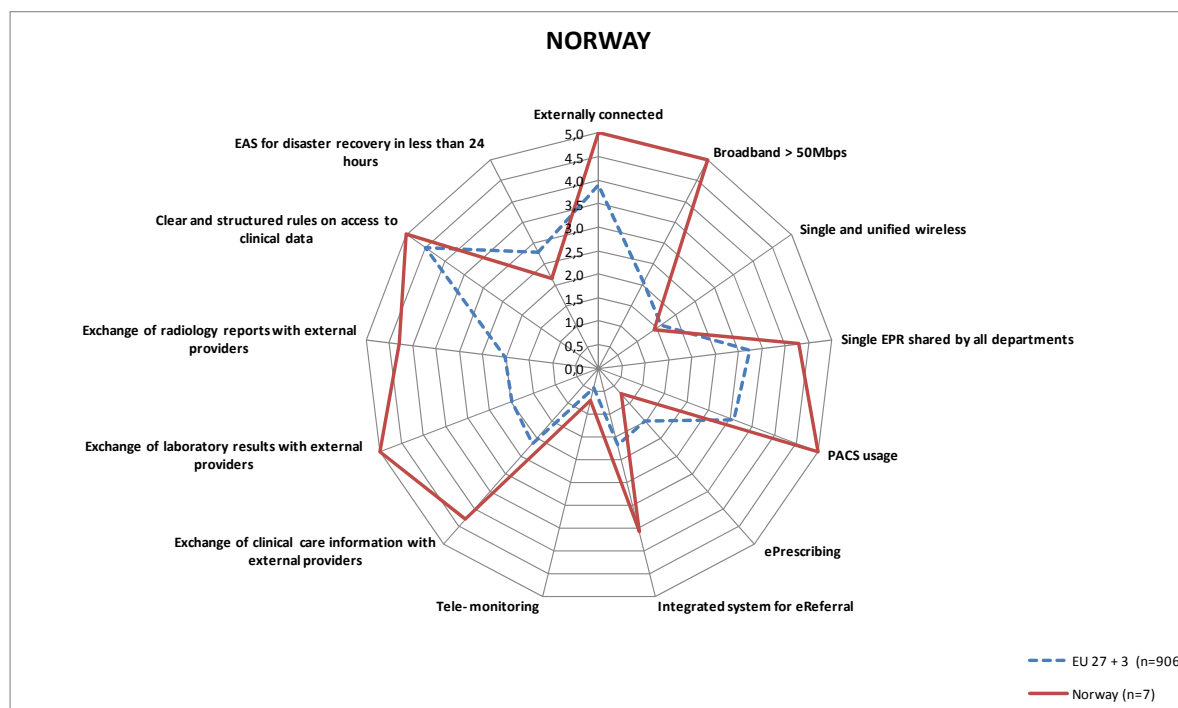 NORWAY
Externally connected
EAS for disaster recovery in less than 24
hours
Broadband > 50Mbps
Clear and structured rules on access to
clinical data
Single and unified wireless
Exchange of radiology reports with external
providers
Single EPR shared by all departments
Exchange of laboratory results with external
providers
PACS usage
Exchange of clinical care information with
external providers
ePrescribing
Tele- monitoring
Integrated system for eReferral
5,0
4,5
4,0
3,5
3,0
2,5
2,0
1,5
1,0
0,5
0,0
EU 27 + 3 (n=906
Norway (n=7)